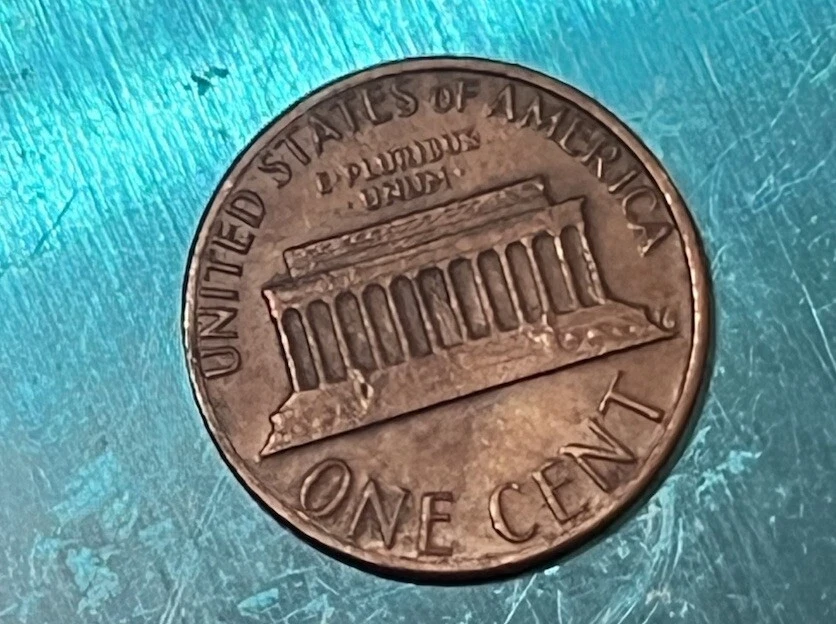 UNITED STATES OF AMERICA
E·PLURIBUS
·UNUM·
ONE CENT